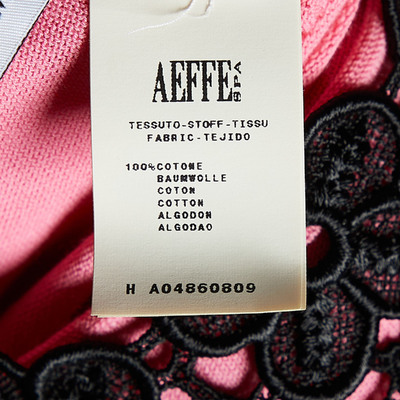 AEFFE SPA
TESSUTO-STOFF-TISSU
FABRIC-TEJIDO
100%COTONE
BAUMWOLLE
COTON
COTTON
ALGODON
ALGODAO
H A04860809